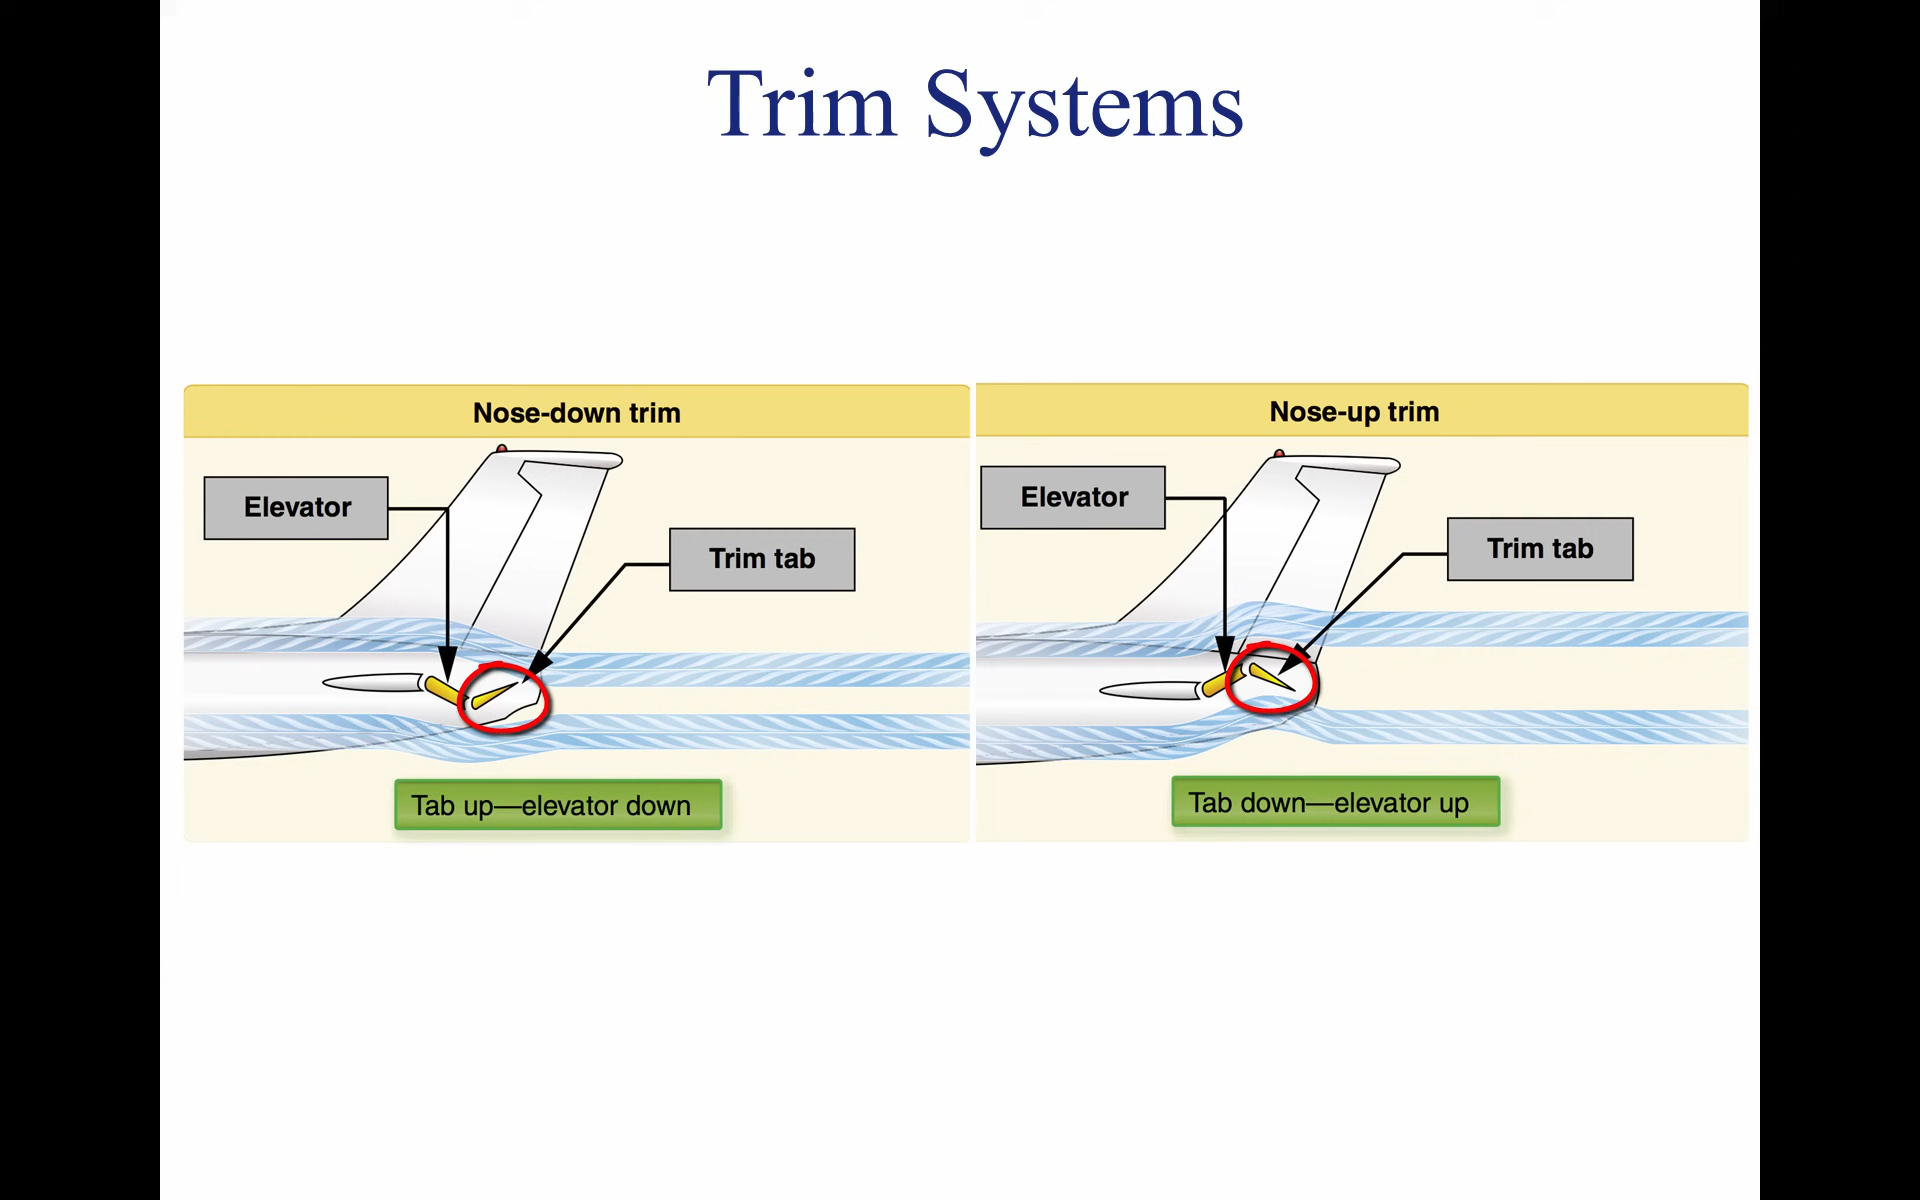 Trim Systems
Nose-down trim
Elevator
Trim tab
Tab up—elevator down
Nose-up trim
Elevator
Trim tab
Tab down—elevator up